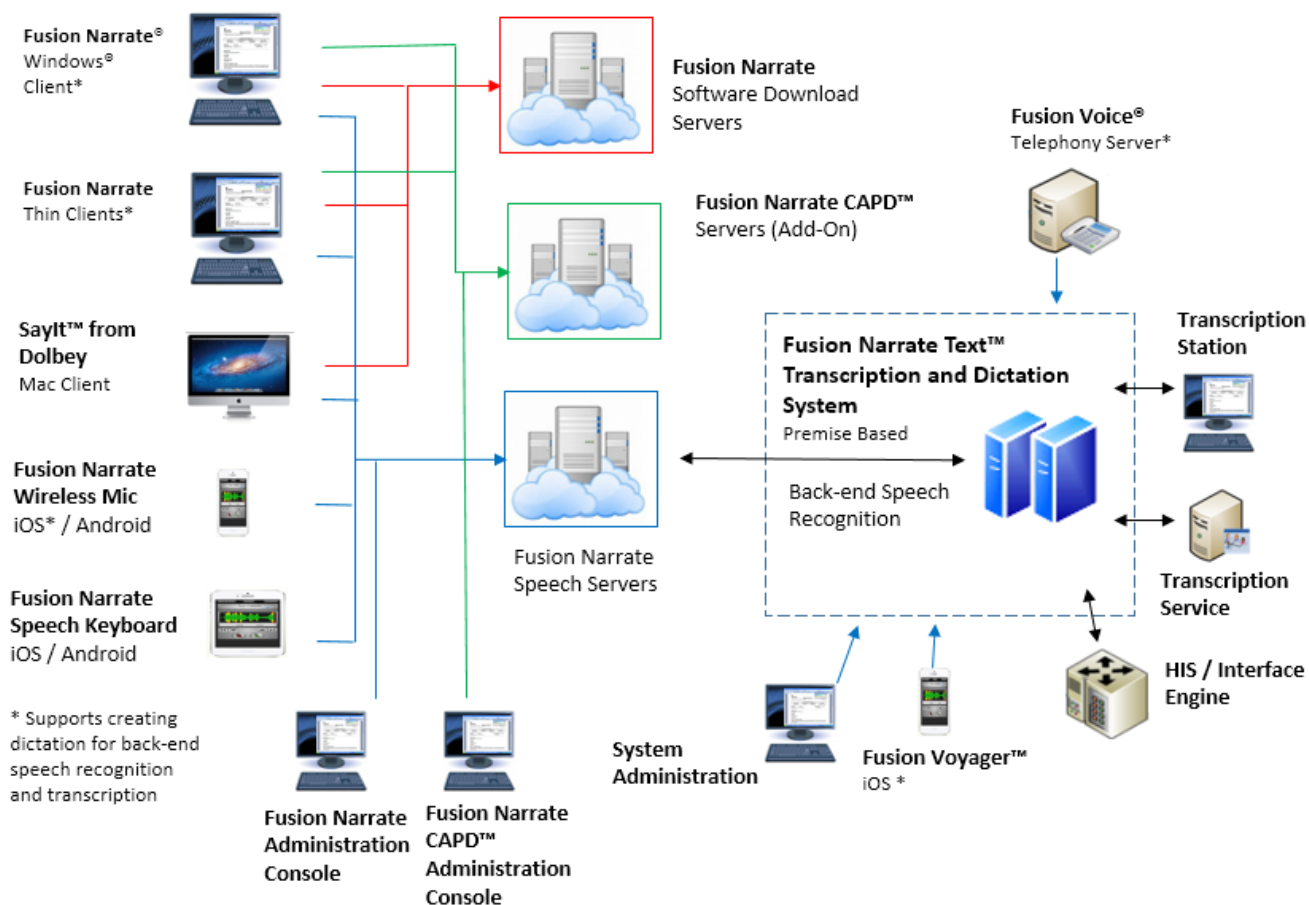 Fusion Narrate®
Windows®
Client*
Fusion Narrate
Thin Clients*
SayIt™ from
Dolbey
Mac Client
Fusion Narrate
Wireless Mic
iOS* / Android
Fusion Narrate
Speech Keyboard
iOS / Android
* Supports creating
dictation for back-end
speech recognition
and transcription
Fusion Narrate
Administration
Console
Fusion Narrate
CAPD™
Administration
Console
Fusion Narrate
Software Download
Servers
Fusion Narrate CAPD™
Servers (Add-On)
Fusion Narrate
Speech Servers
Fusion Voice®
Telephony Server*
Fusion Narrate Text™
Transcription and Dictation
System
Premise Based
Back-end Speech
Recognition
Transcription
Station
Transcription
Service
HIS / Interface
Engine
System
Administration
Fusion Voyager™
iOS *